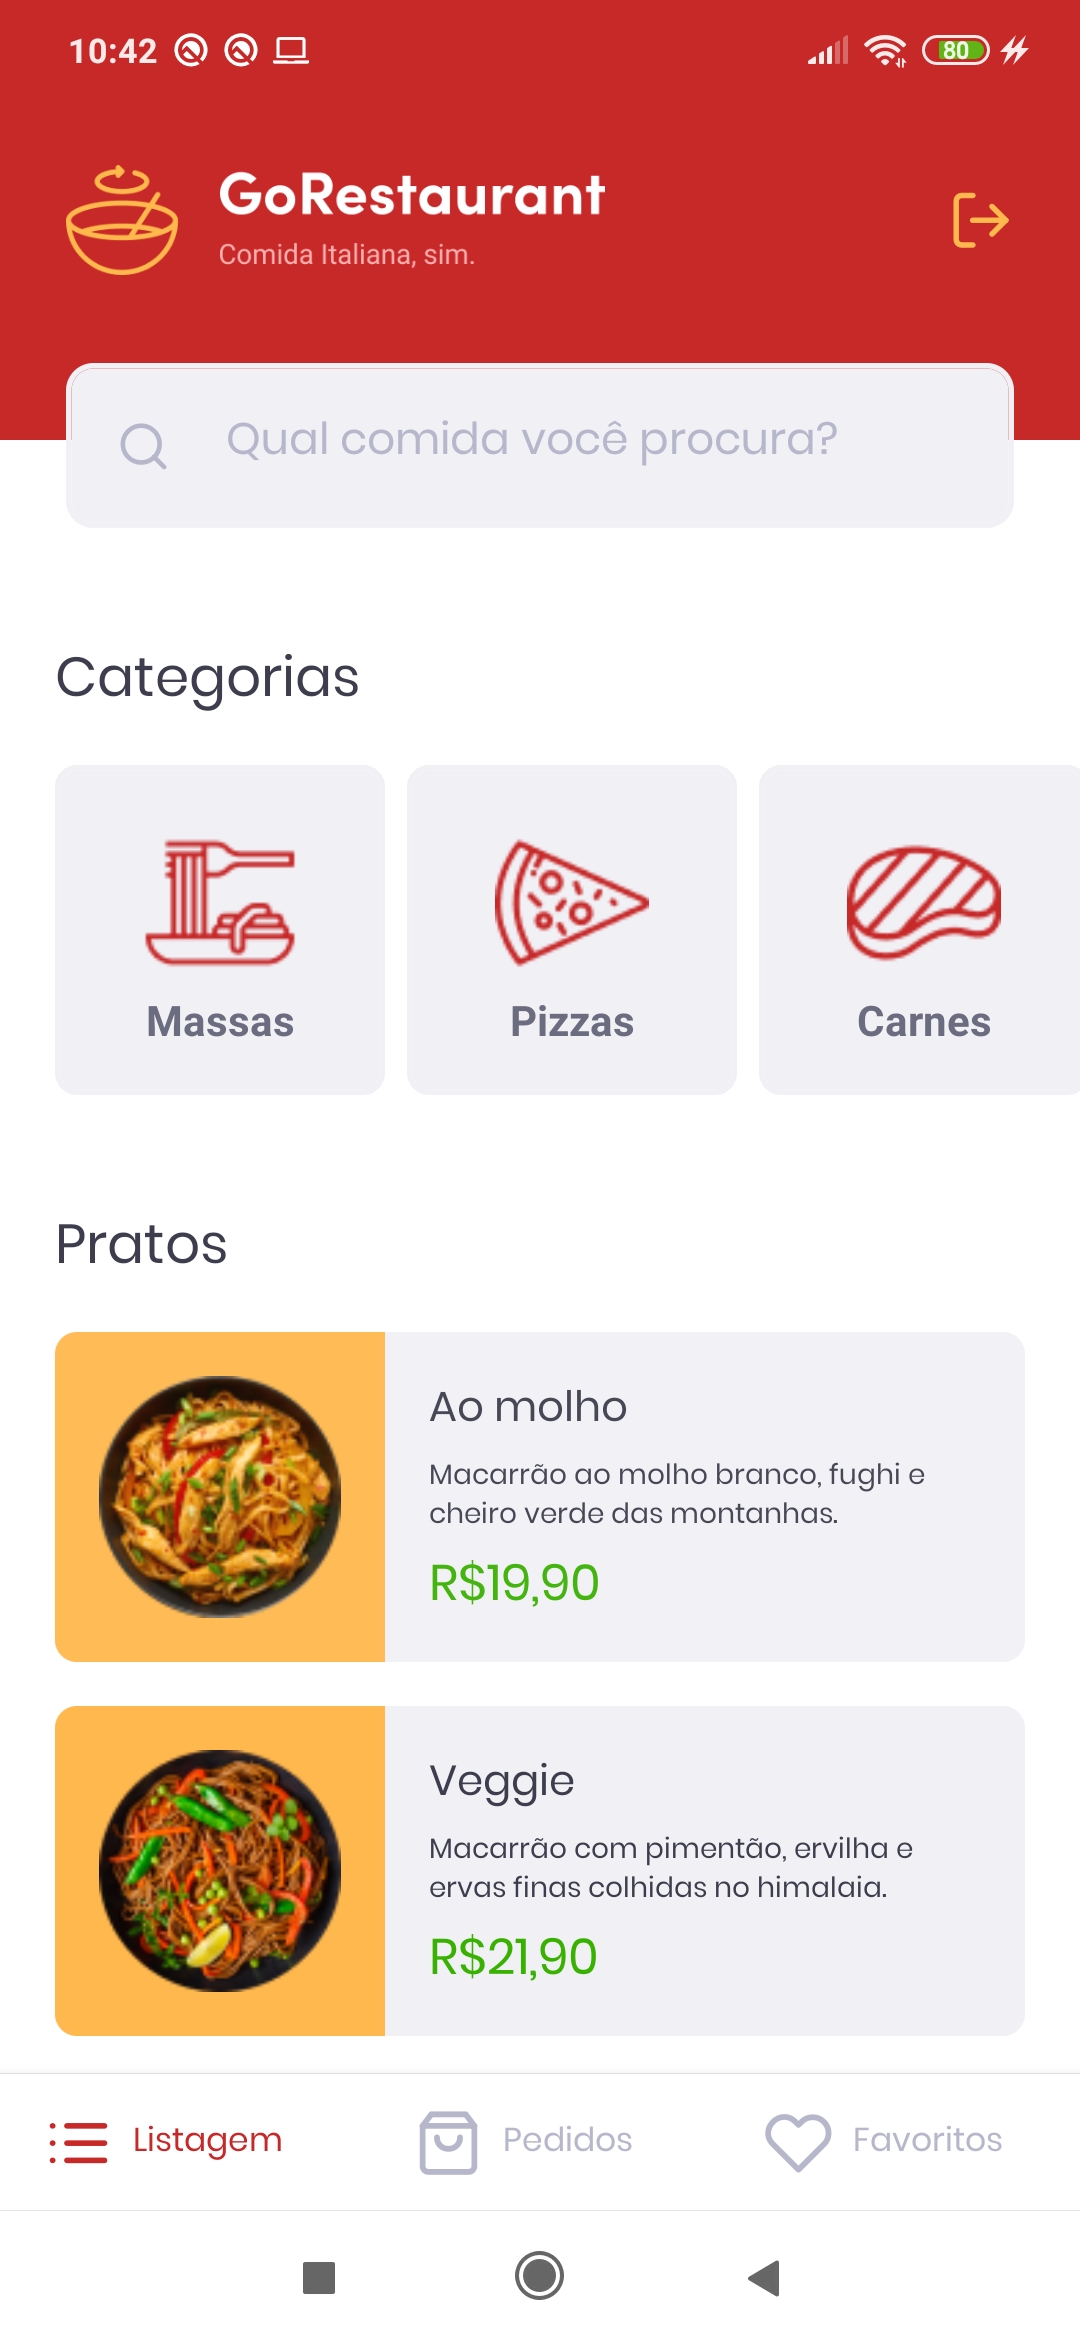 10:42
80
GoRestaurant
Comida Italiana, sim.
Qual comida você procura?
Categorias
Massas
Pizzas
Carnes
Pratos
Ao molho
Macarrão ao molho branco, fughi e
cheiro verde das montanhas.
R$19,90
Veggie
Macarrão com pimentão, ervilha e
ervas finas colhidas no himalaia.
R$21,90
Listagem
Pedidos
Favoritos